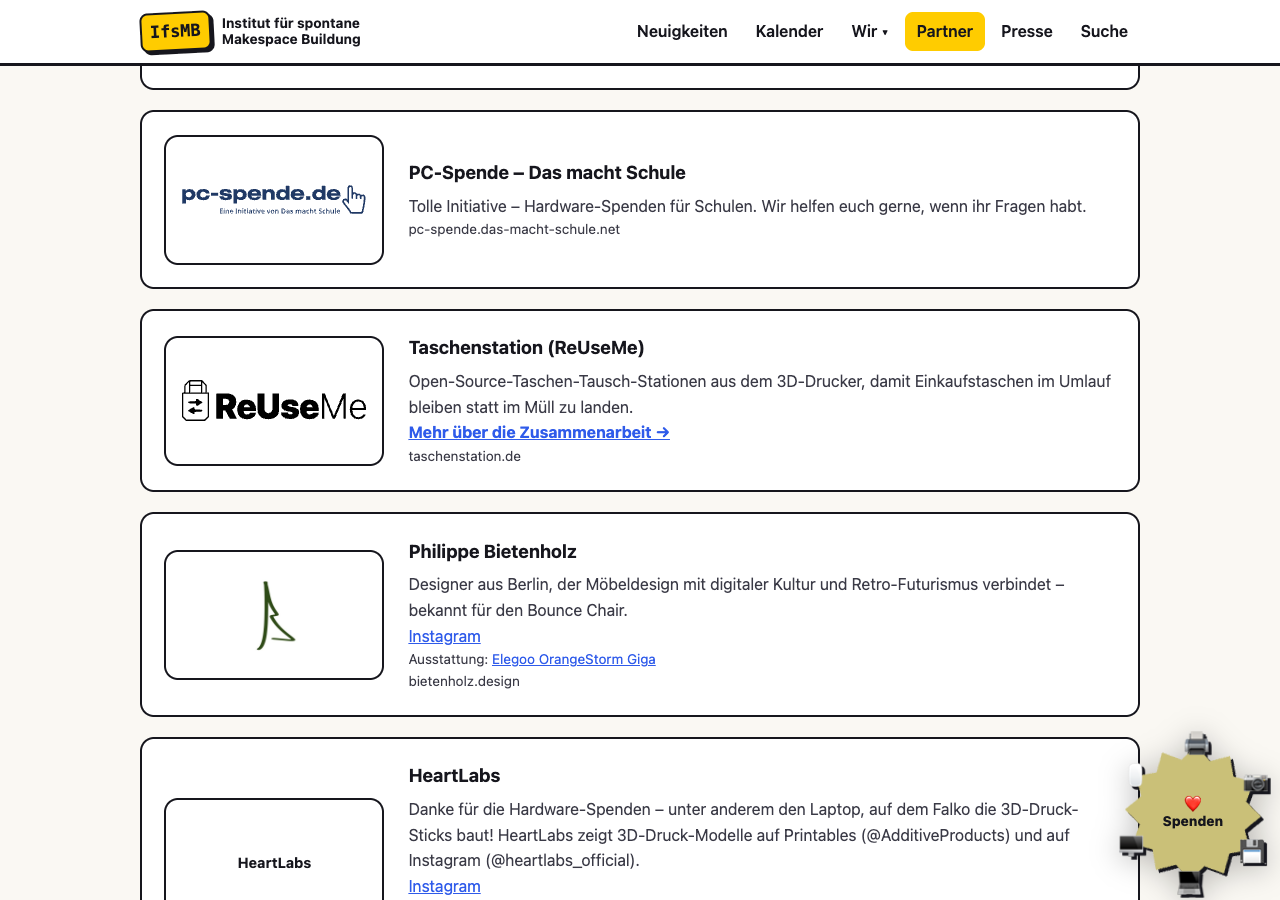 IfsMB
Institut für spontane
Makespace Buildung
Neuigkeiten
Kalender
Wir ▾
Partner
Presse
Suche
pc-spende.de
Eine Initiative von Das macht Schule
PC-Spende – Das macht Schule
Tolle Initiative – Hardware-Spenden für Schulen. Wir helfen euch gerne, wenn ihr Fragen habt.
pc-spende.das-macht-schule.net
ReUseMe
Taschenstation (ReUseMe)
Open-Source-Taschen-Tausch-Stationen aus dem 3D-Drucker, damit Einkaufstaschen im Umlauf
bleiben statt im Müll zu landen.
Mehr über die Zusammenarbeit →
taschenstation.de
Philippe Bietenholz
Designer aus Berlin, der Möbeldesign mit digitaler Kultur und Retro-Futurismus verbindet –
bekannt für den Bounce Chair.
Instagram
Ausstattung: Elegoo OrangeStorm Giga
bietenholz.design
HeartLabs
HeartLabs
Danke für die Hardware-Spenden – unter anderem den Laptop, auf dem Falko die 3D-Druck-
Sticks baut! HeartLabs zeigt 3D-Druck-Modelle auf Printables (@AdditiveProducts) und auf
Instagram (@heartlabs_official).
Instagram
❤️
Spenden